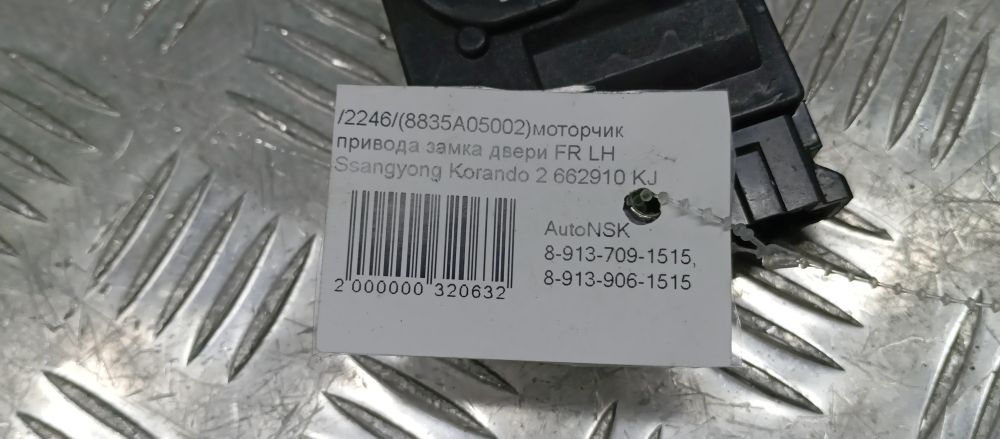 /2246/(8835A05002)моторчик
привода замка двери FR LH
Ssangyong Korando 2 662910 KJ
AutoNSK
8-913-709-1515,
8-913-906-1515
2 000000 320632